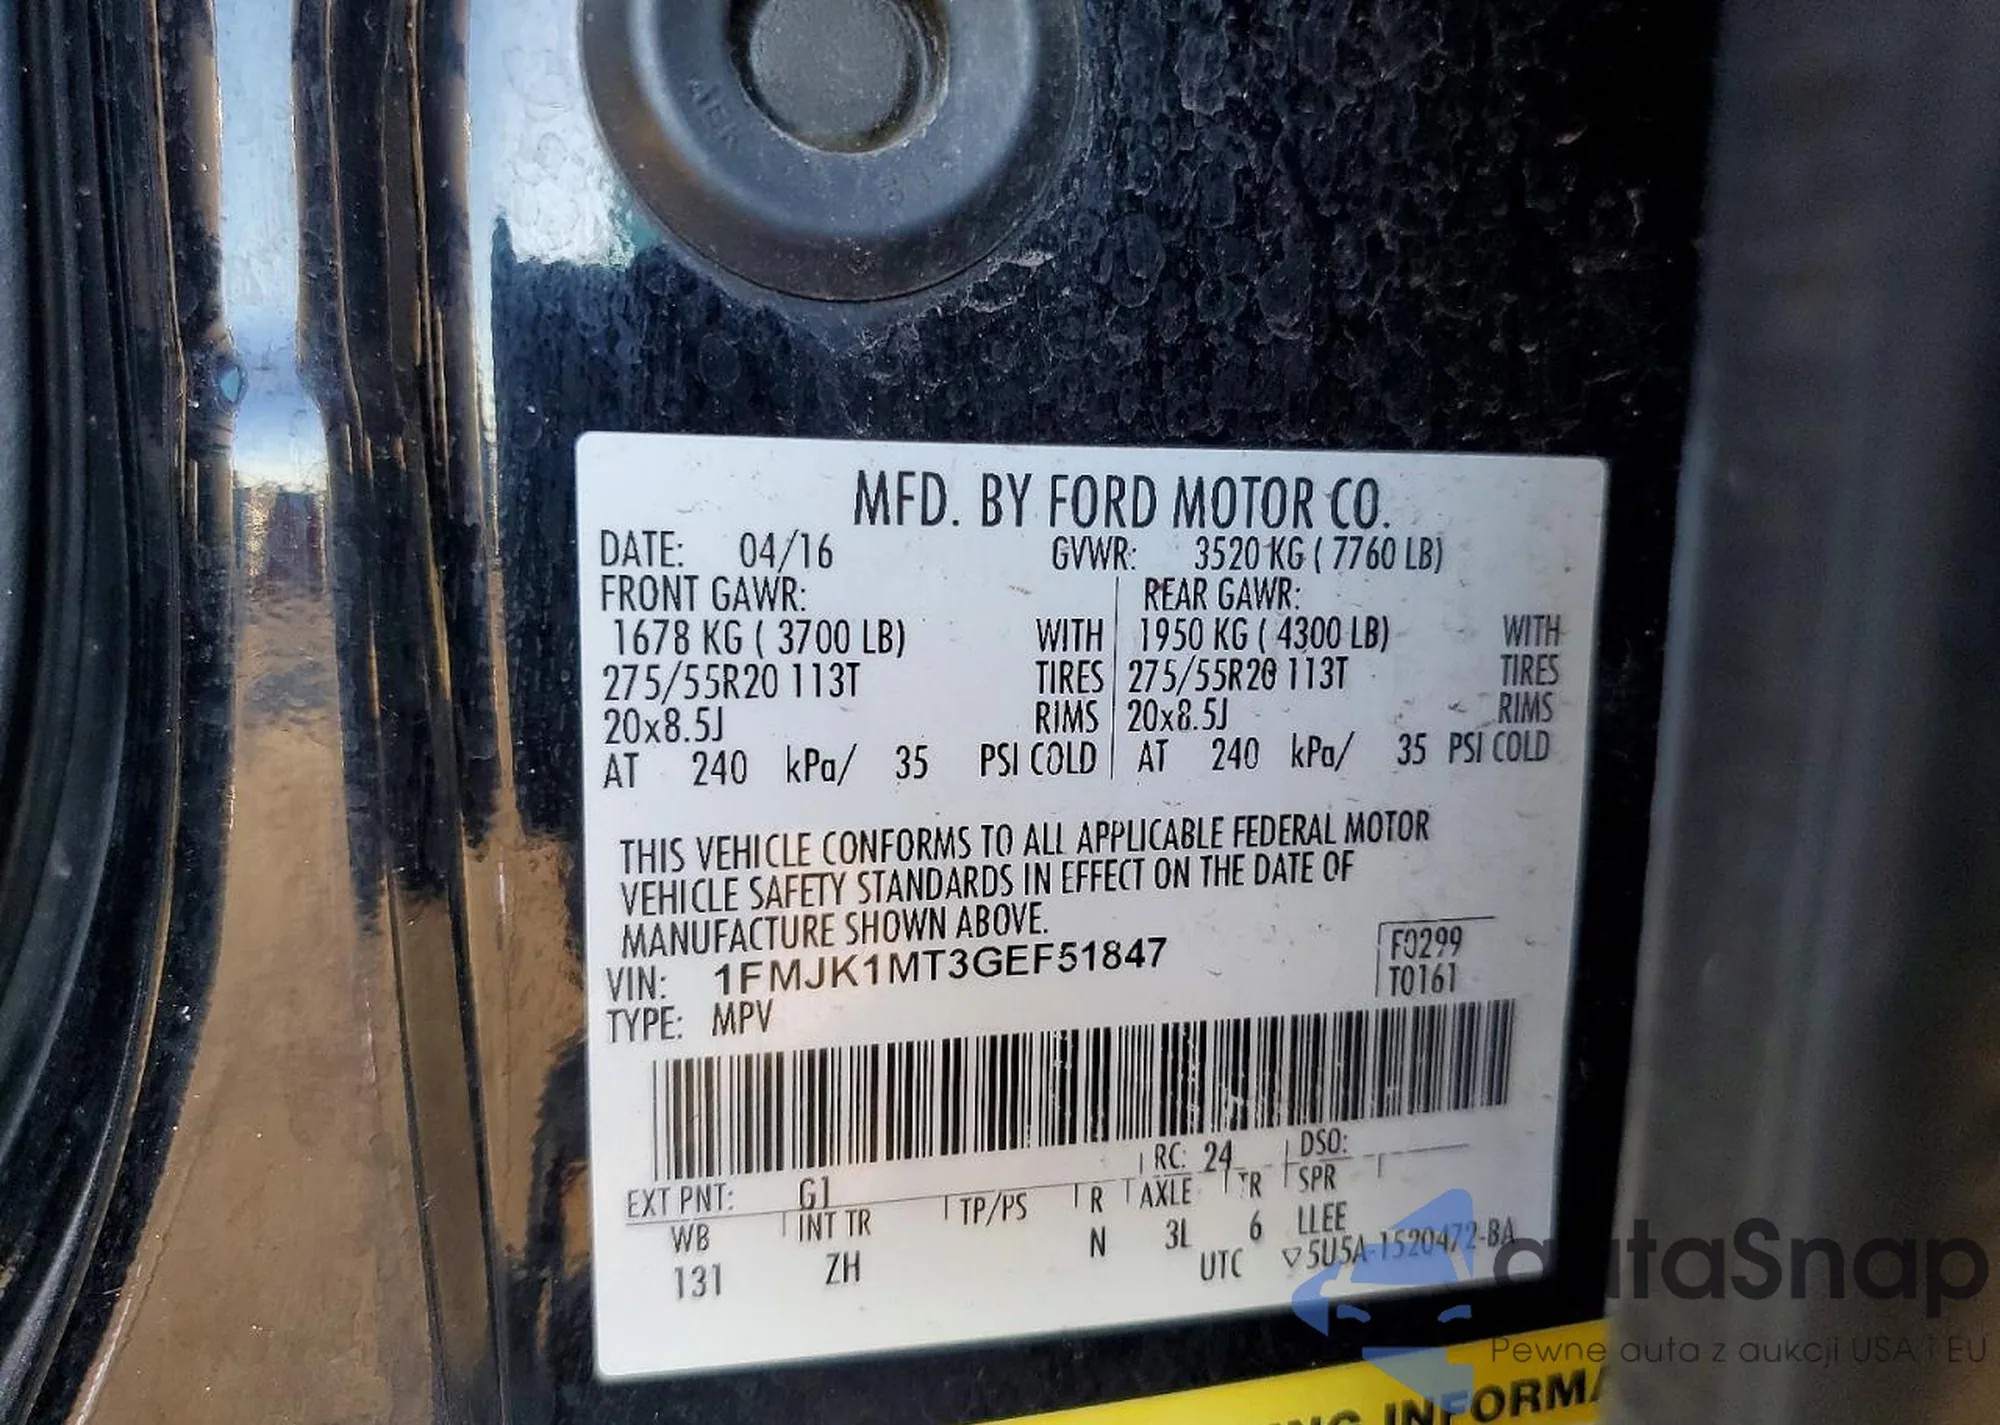 MFD. BY FORD MOTOR CO.
DATE: 04/16 GVWR: 3520 KG ( 7760 LB)
FRONT GAWR: REAR GAWR:
1678 KG ( 3700 LB) WITH 1950 KG ( 4300 LB) WITH
275/55R20 113T TIRES 275/55R20 113T TIRES
20x8.5J RIMS 20x8.5J RIMS
AT 240 kPa/ 35 PSI COLD AT 240 kPa/ 35 PSI COLD
THIS VEHICLE CONFORMS TO ALL APPLICABLE FEDERAL MOTOR
VEHICLE SAFETY STANDARDS IN EFFECT ON THE DATE OF
MANUFACTURE SHOWN ABOVE.
VIN: 1FMJK1MT3GEF51847 F0299
TYPE: MPV T0161
RC: 24 DSO:
EXT PNT: G1
WB INT TR TP/PS R AXLE TR SPR
131 ZH N 3L 6 LLEE
UTC ▽5U5A-1520472-BA
autaSnap
Pewne auta z aukcji USA i EU